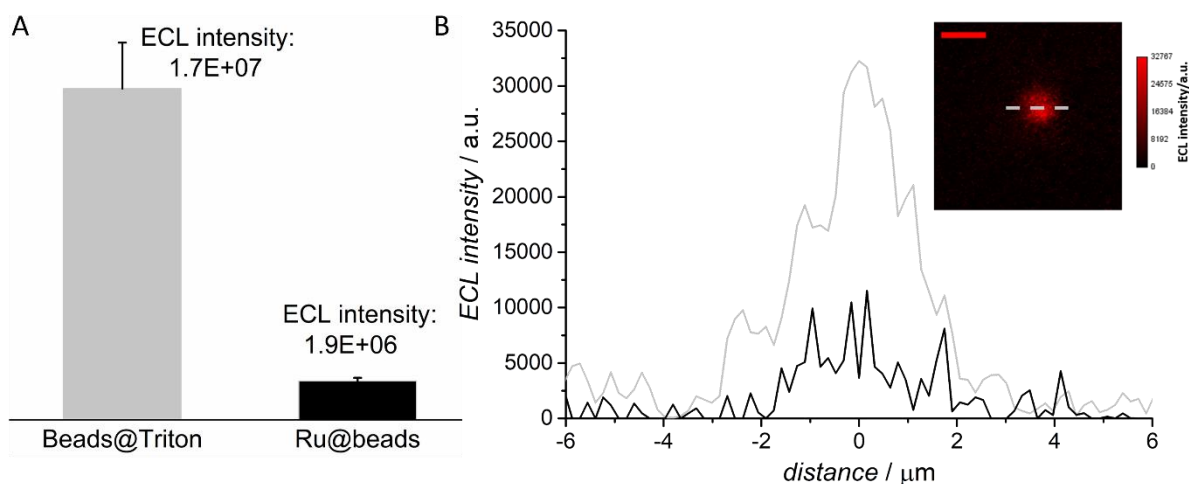 A
ECL intensity:
1.7E+07
ECL intensity:
1.9E+06
Beads@Triton
Ru@beads
B
ECL intensity / a.u.
35000
30000
25000
20000
15000
10000
5000
0
-6
-4
-2
0
2
4
6
distance / μm
32767
24575
16384
8192
0
ECL intensity/a.u.